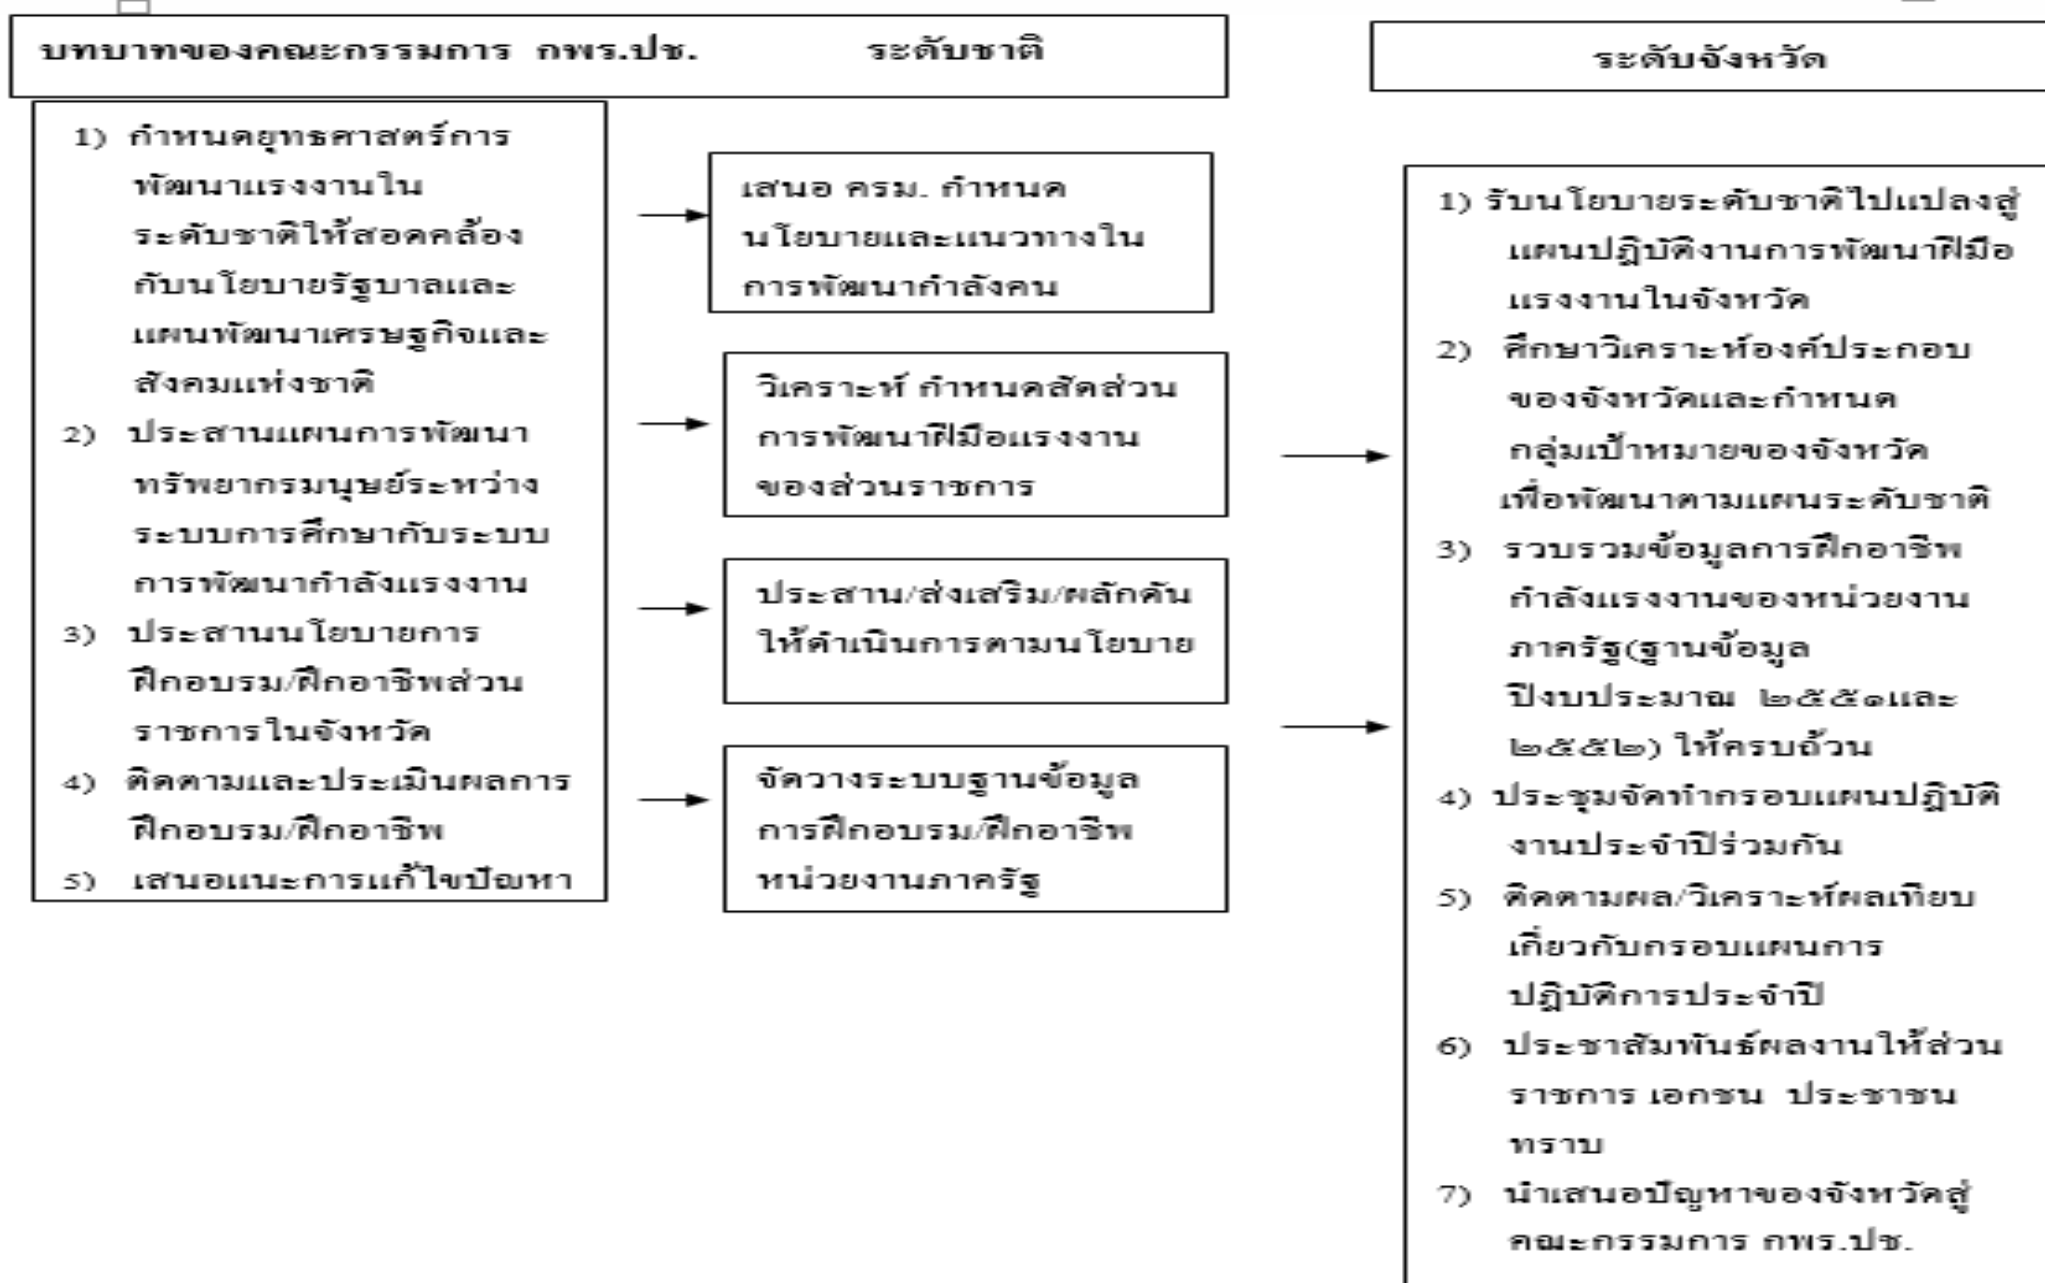 บทบาทของคณะกรรมการ กพร.ปช. ระดับชาติ
1) กำหนดยุทธศาสตร์การ
พัฒนาแรงงานใน
ระดับชาติให้สอดคล้อง
กับนโยบายรัฐบาลและ
แผนพัฒนาเศรษฐกิจและ
สังคมแห่งชาติ
2) ประสานแผนการพัฒนา
ทรัพยากรมนุษย์ระหว่าง
ระบบการศึกษากับระบบ
การพัฒนากำลังแรงงาน
3) ประสานนโยบายการ
ฝึกอบรม/ฝึกอาชีพส่วน
ราชการในจังหวัด
4) ติดตามและประเมินผลการ
ฝึกอบรม/ฝึกอาชีพ
5) เสนอแนะการแก้ไขปัญหา
เสนอ ครม. กำหนด
นโยบายและแนวทางใน
การพัฒนากำลังคน
วิเคราะห์ กำหนดสัดส่วน
การพัฒนาฝีมือแรงงาน
ของส่วนราชการ
ประสาน/ส่งเสริม/ผลักดัน
ให้ดำเนินการตามนโยบาย
จัดวางระบบฐานข้อมูล
การฝึกอบรม/ฝึกอาชีพ
หน่วยงานภาครัฐ
ระดับจังหวัด
1) รับนโยบายระดับชาติไปแปลงสู่
แผนปฏิบัติงานการพัฒนาฝีมือ
แรงงานในจังหวัด
2) ศึกษาวิเคราะห์องค์ประกอบ
ของจังหวัดและกำหนด
กลุ่มเป้าหมายของจังหวัด
เพื่อพัฒนาตามแผนระดับชาติ
3) รวบรวมข้อมูลการฝึกอาชีพ
กำลังแรงงานของหน่วยงาน
ภาครัฐ(ฐานข้อมูล
ปีงบประมาณ ๒๕๕๑และ
๒๕๕๒) ให้ครบถ้วน
4) ประชุมจัดทำกรอบแผนปฏิบัติ
งานประจำปีร่วมกัน
5) ติดตามผล/วิเคราะห์ผลเทียบ
เกี่ยวกับกรอบแผนการ
ปฏิบัติการประจำปี
6) ประชาสัมพันธ์ผลงานให้ส่วน
ราชการ เอกชน ประชาชน
ทราบ
7) นำเสนอปัญหาของจังหวัดสู่
คณะกรรมการ กพร.ปช.